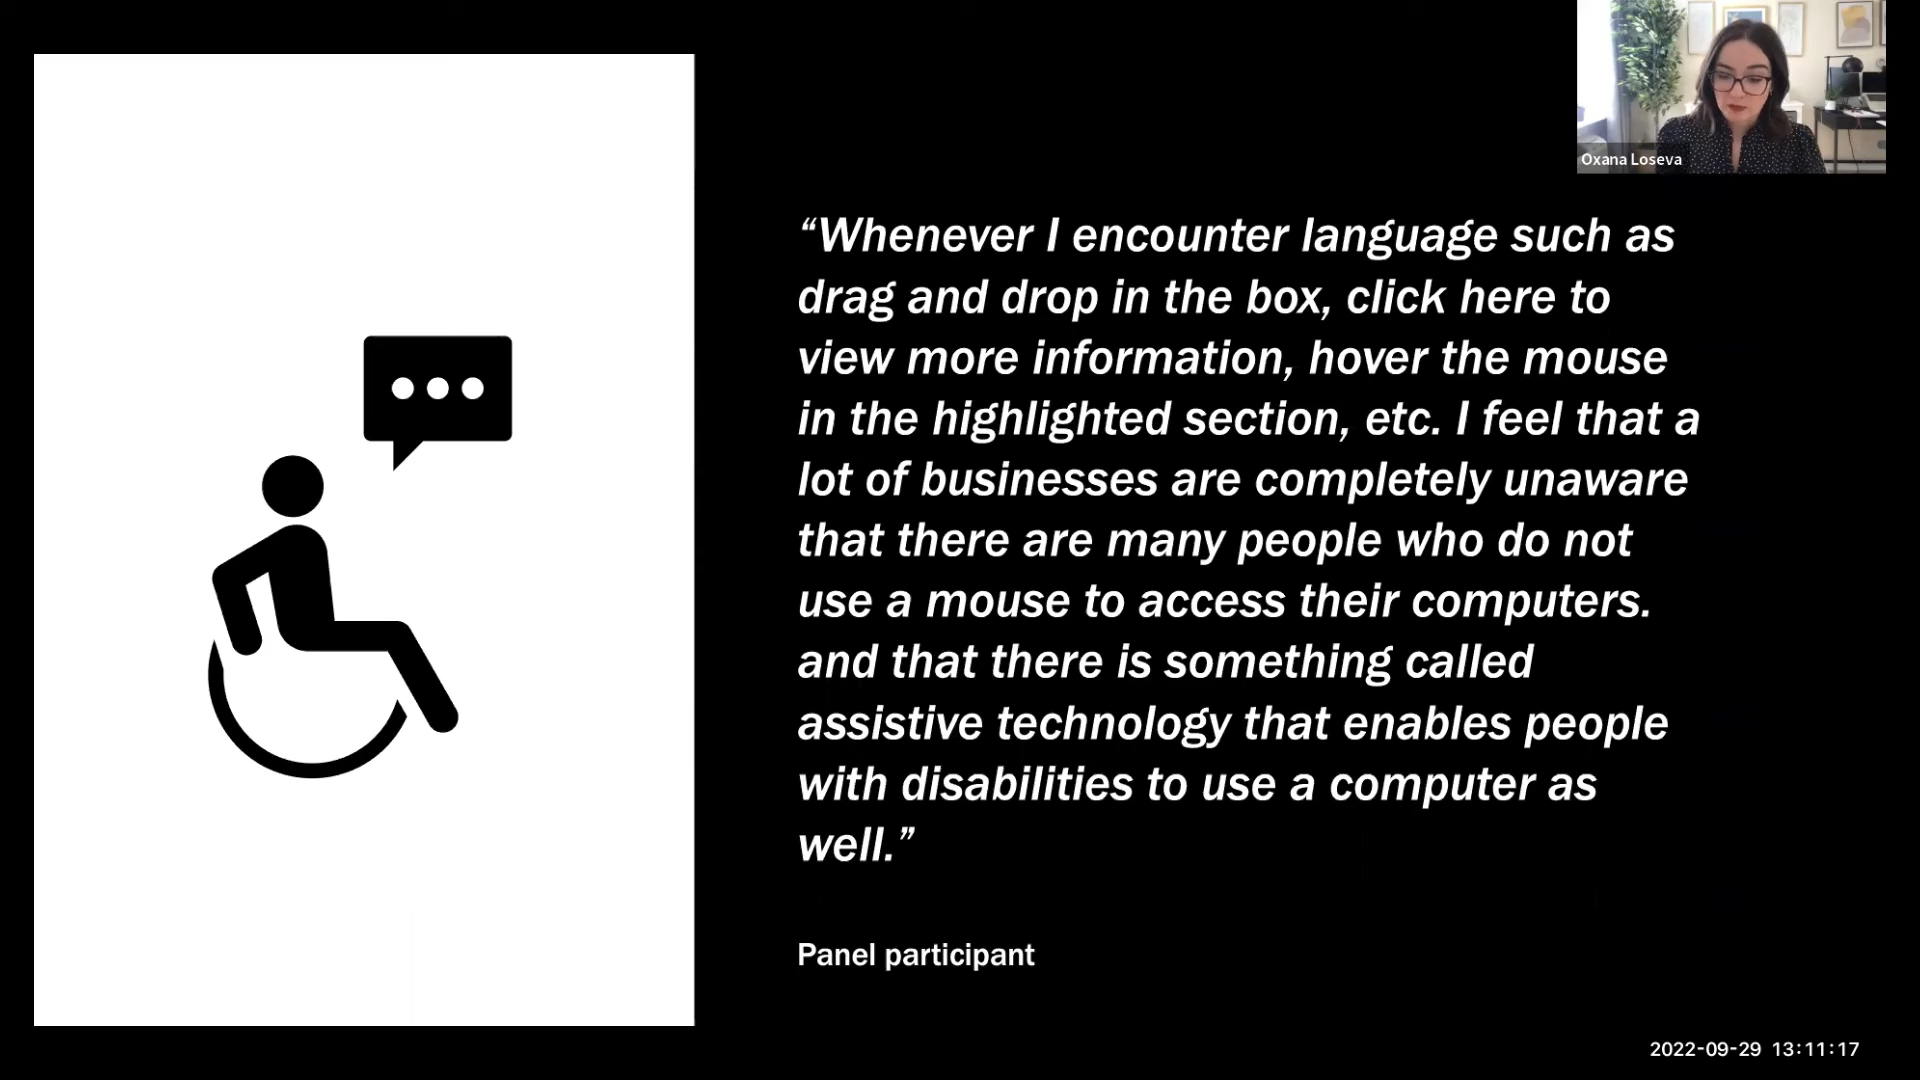 Oxana Loseva
“Whenever I encounter language such as
drag and drop in the box, click here to
view more information, hover the mouse
in the highlighted section, etc. I feel that a
lot of businesses are completely unaware
that there are many people who do not
use a mouse to access their computers.
and that there is something called
assistive technology that enables people
with disabilities to use a computer as
well.”
Panel participant
2022-09-29 13:11:17